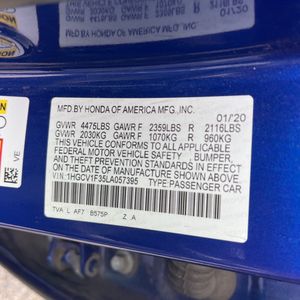 MFD.BY HONDA OF AMERICA MFG.,INC. 01/20
GVWR 4475LBS GAWR F 2359LBS R 2116LBS
GVWR 2030KG GAWR F 1070KG R 960KG
THIS VEHICLE CONFORMS TO ALL APPLICABLE
FEDERAL MOTOR VEHICLE SAFETY, BUMPER,
AND THEFT PREVENTION STANDARDS IN EFFECT
ON THE DATE OF MANUFACTURE SHOWN ABOVE.
V.I.N:1HGCV1F35LA057395 TYPE:PASSENGER CAR
TVA L AF7 B575P Z A
VE